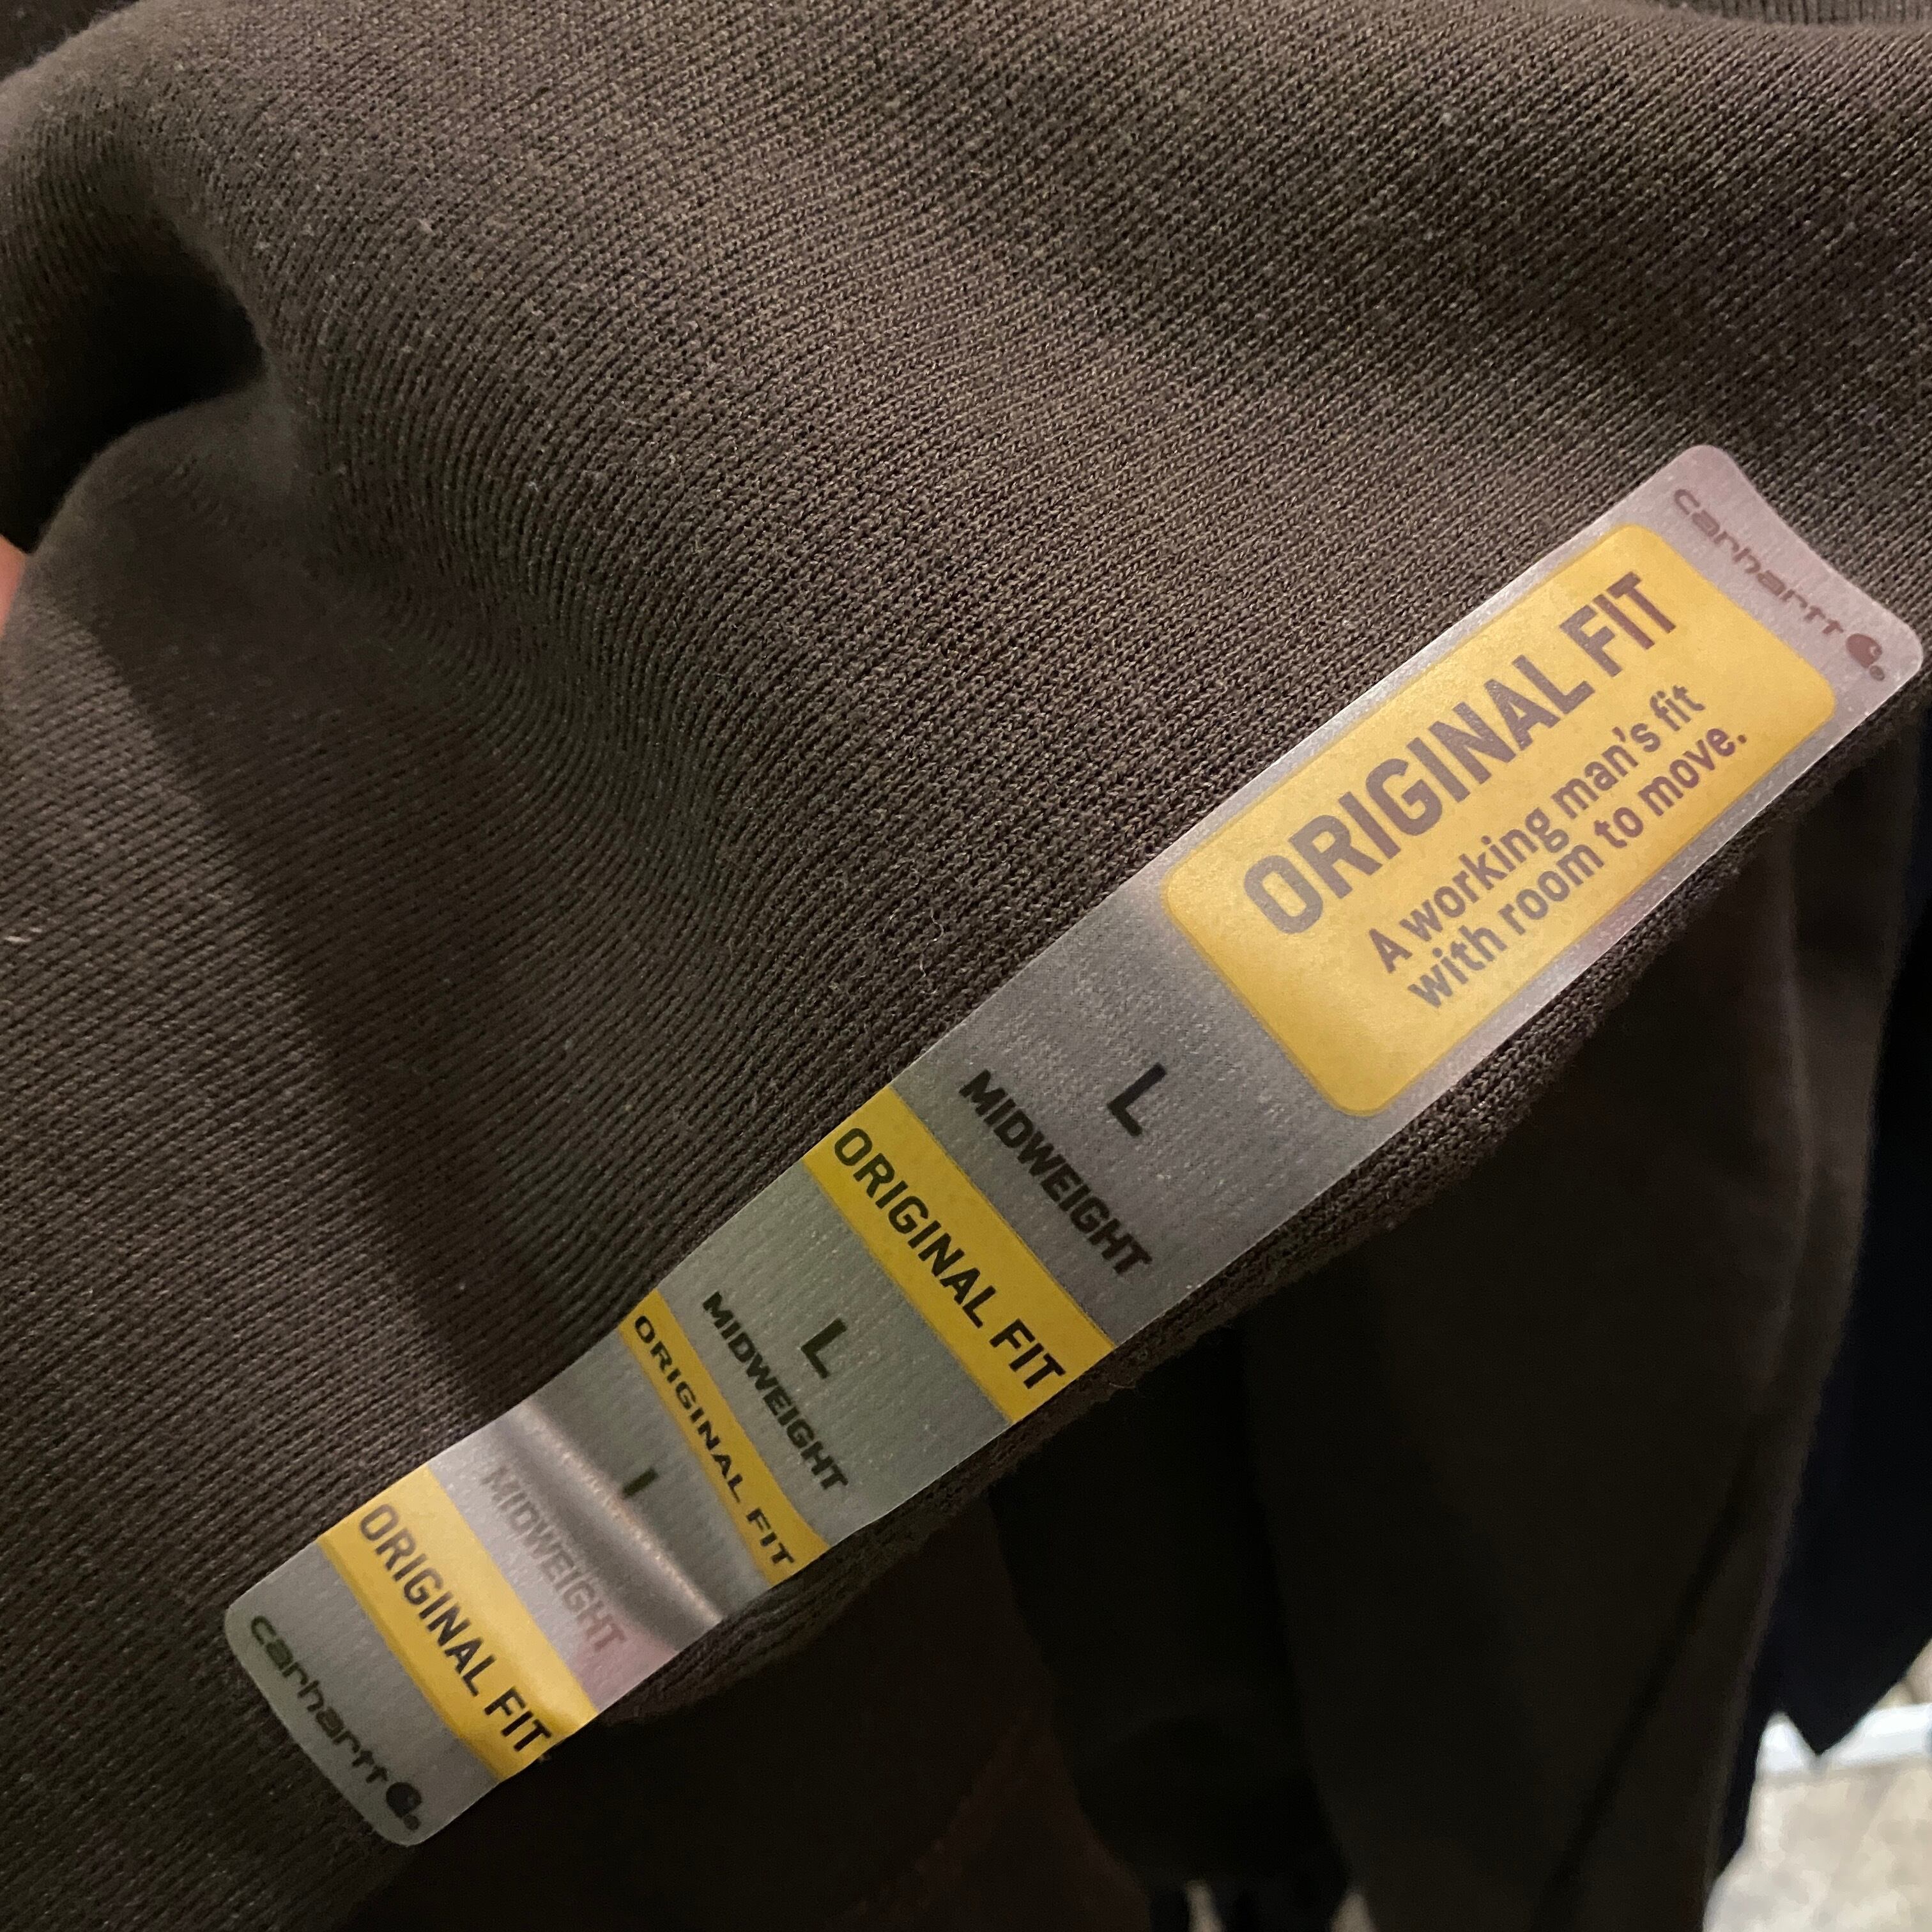 carhartt
ORIGINAL FIT
A working man's fit
with room to move.
L
MIDWEIGHT
ORIGINAL FIT
L
MIDWEIGHT
ORIGINAL FIT
MIDWEIGHT
ORIGINAL FIT
carhartt